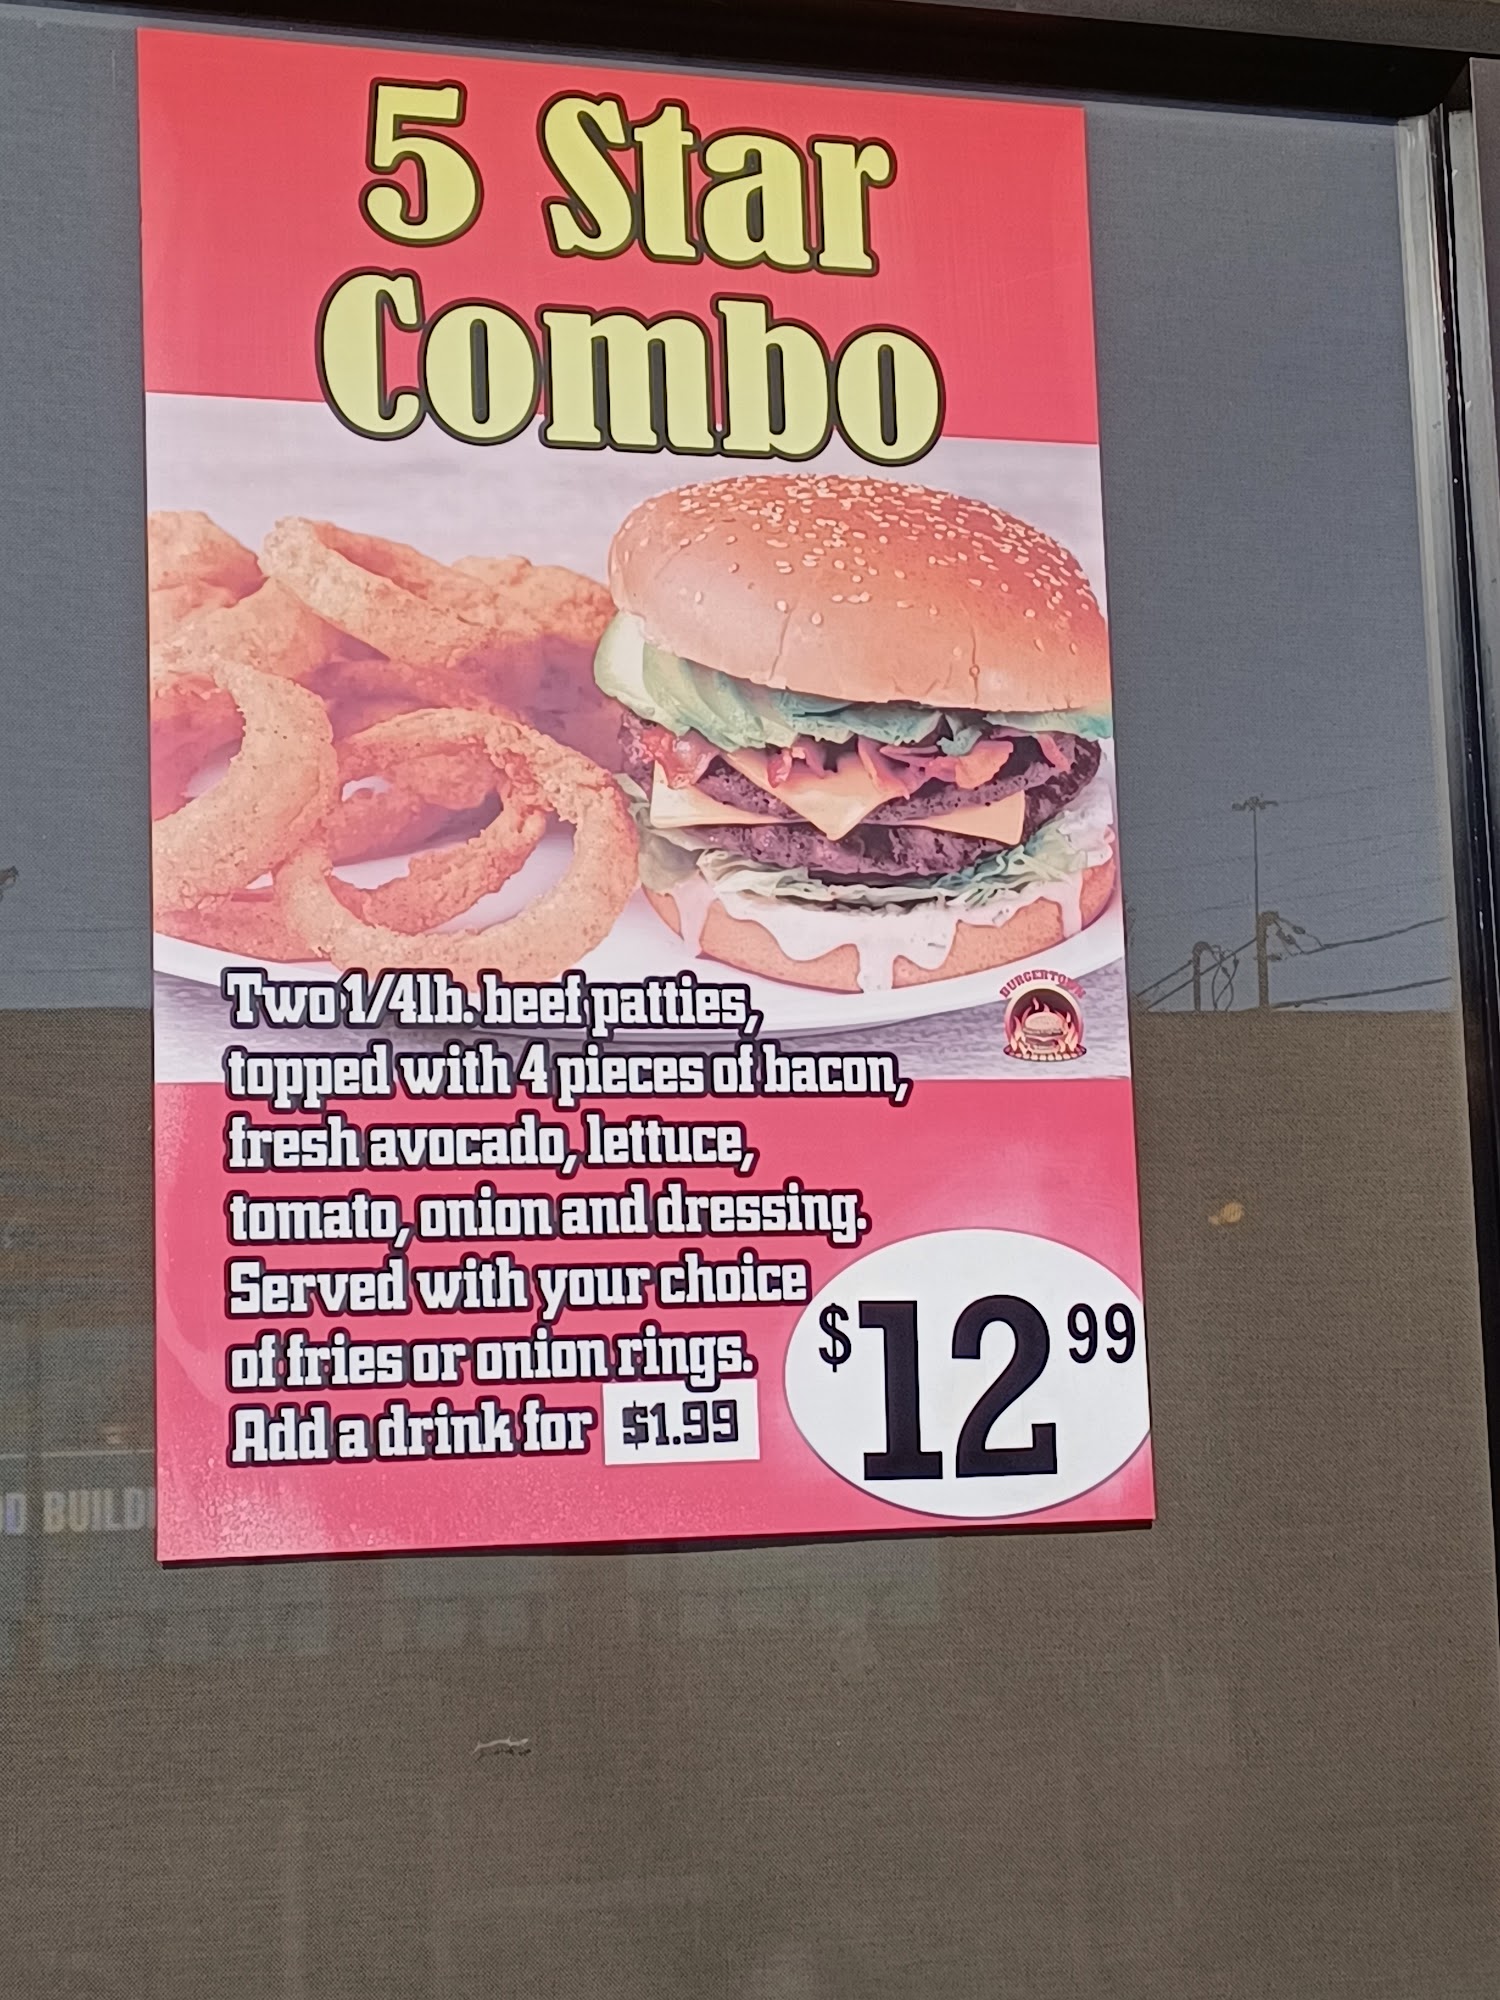 5 Star
Combo
BURGERTOWN
Two 1/4lb. beef patties,
topped with 4 pieces of bacon,
fresh avocado, lettuce,
tomato, onion and dressing.
Served with your choice
of fries or onion rings.
Add a drink for $1.99
$12 99